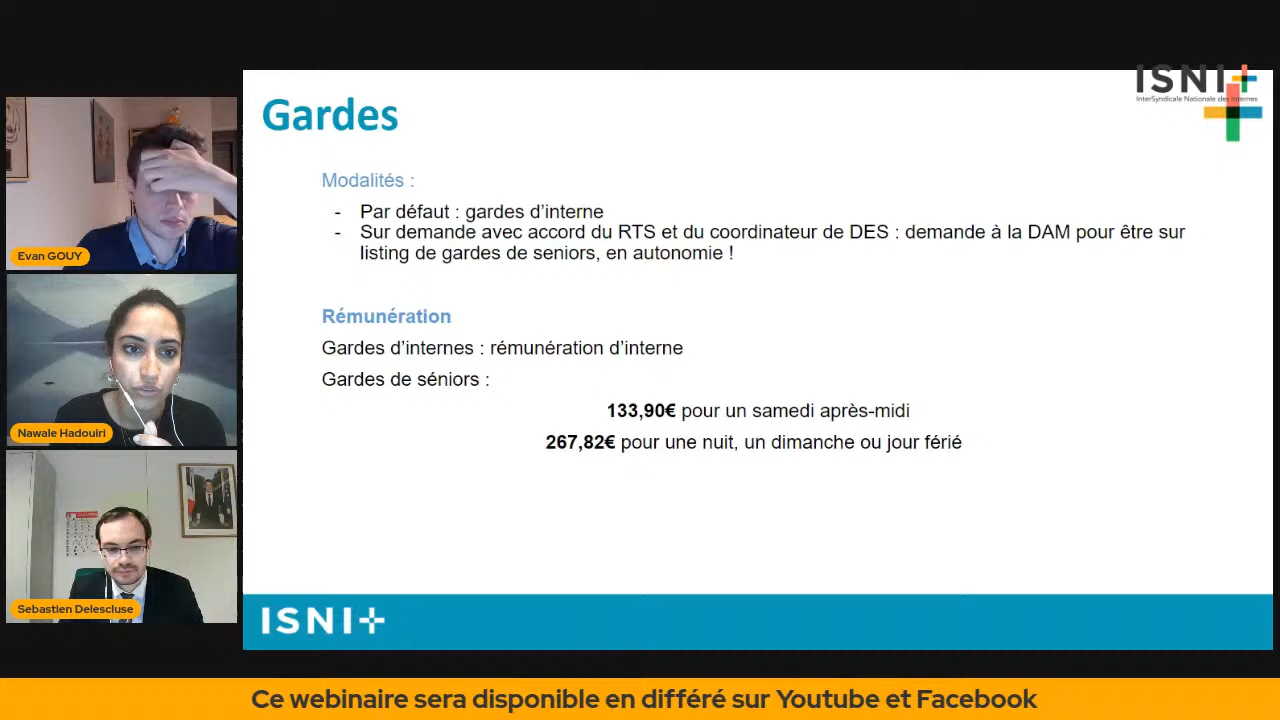 ISNI
InterSyndicale Nationale des Internes
Gardes
Modalités :
- Par défaut : gardes d’interne
- Sur demande avec accord du RTS et du coordinateur de DES : demande à la DAM pour être sur
listing de gardes de seniors, en autonomie !
Rémunération
Gardes d’internes : rémunération d’interne
Gardes de séniors :
133,90€ pour un samedi après-midi
267,82€ pour une nuit, un dimanche ou jour férié
Evan GOUY
Nawale Hadouiri
Sebastien Delescluse
ISNI
Ce webinaire sera disponible en différé sur Youtube et Facebook